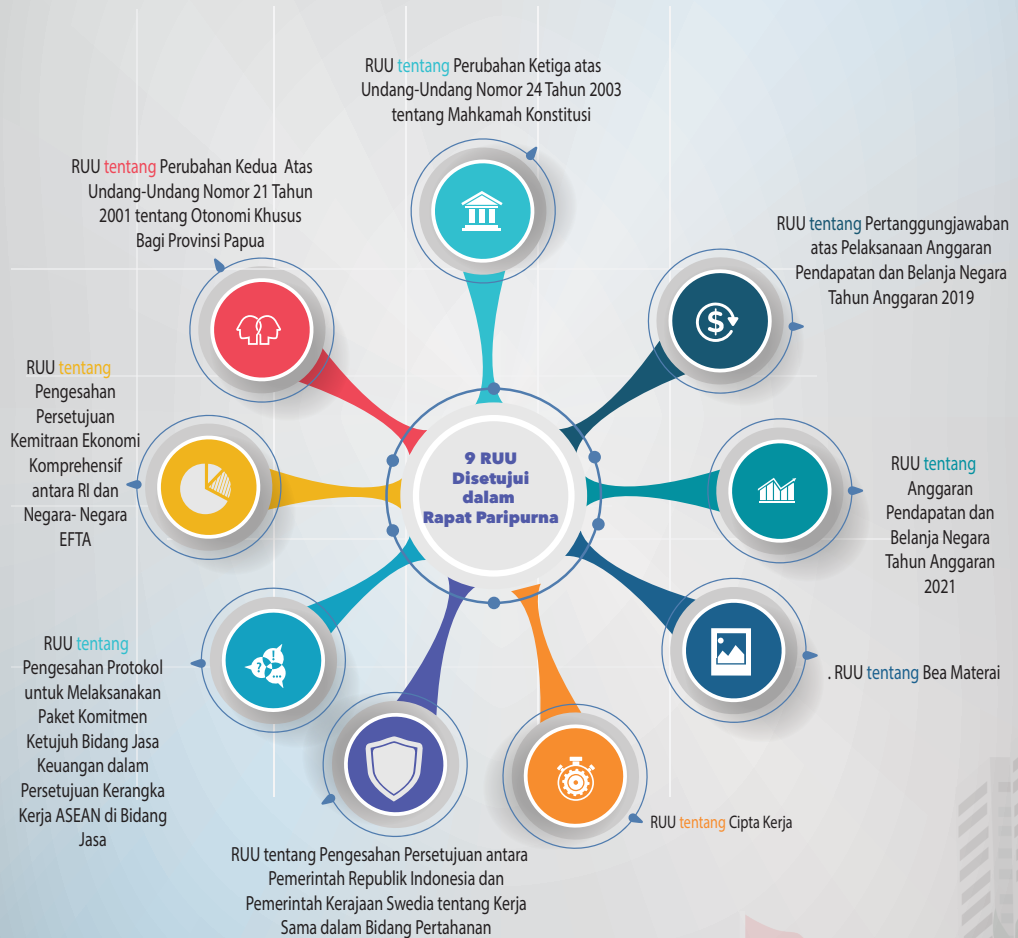 RUU tentang Perubahan Ketiga atas
Undang-Undang Nomor 24 Tahun 2003
tentang Mahkamah Konstitusi
RUU tentang Perubahan Kedua Atas
Undang-Undang Nomor 21 Tahun
2001 tentang Otonomi Khusus
Bagi Provinsi Papua
RUU tentang Pertanggungjawaban
atas Pelaksanaan Anggaran
Pendapatan dan Belanja Negara
Tahun Anggaran 2019
RUU tentang
Pengesahan
Persetujuan
Kemitraan Ekonomi
Komprehensif
antara RI dan
Negara- Negara
EFTA
9 RUU
Disetujui
dalam
Rapat Paripurna
RUU tentang
Anggaran
Pendapatan dan
Belanja Negara
Tahun Anggaran
2021
RUU tentang
Pengesahan Protokol
untuk Melaksanakan
Paket Komitmen
Ketujuh Bidang Jasa
Keuangan dalam
Persetujuan Kerangka
Kerja ASEAN di Bidang
Jasa
. RUU tentang Bea Materai
RUU tentang Cipta Kerja
RUU tentang Pengesahan Persetujuan antara
Pemerintah Republik Indonesia dan
Pemerintah Kerajaan Swedia tentang Kerja
Sama dalam Bidang Pertahanan